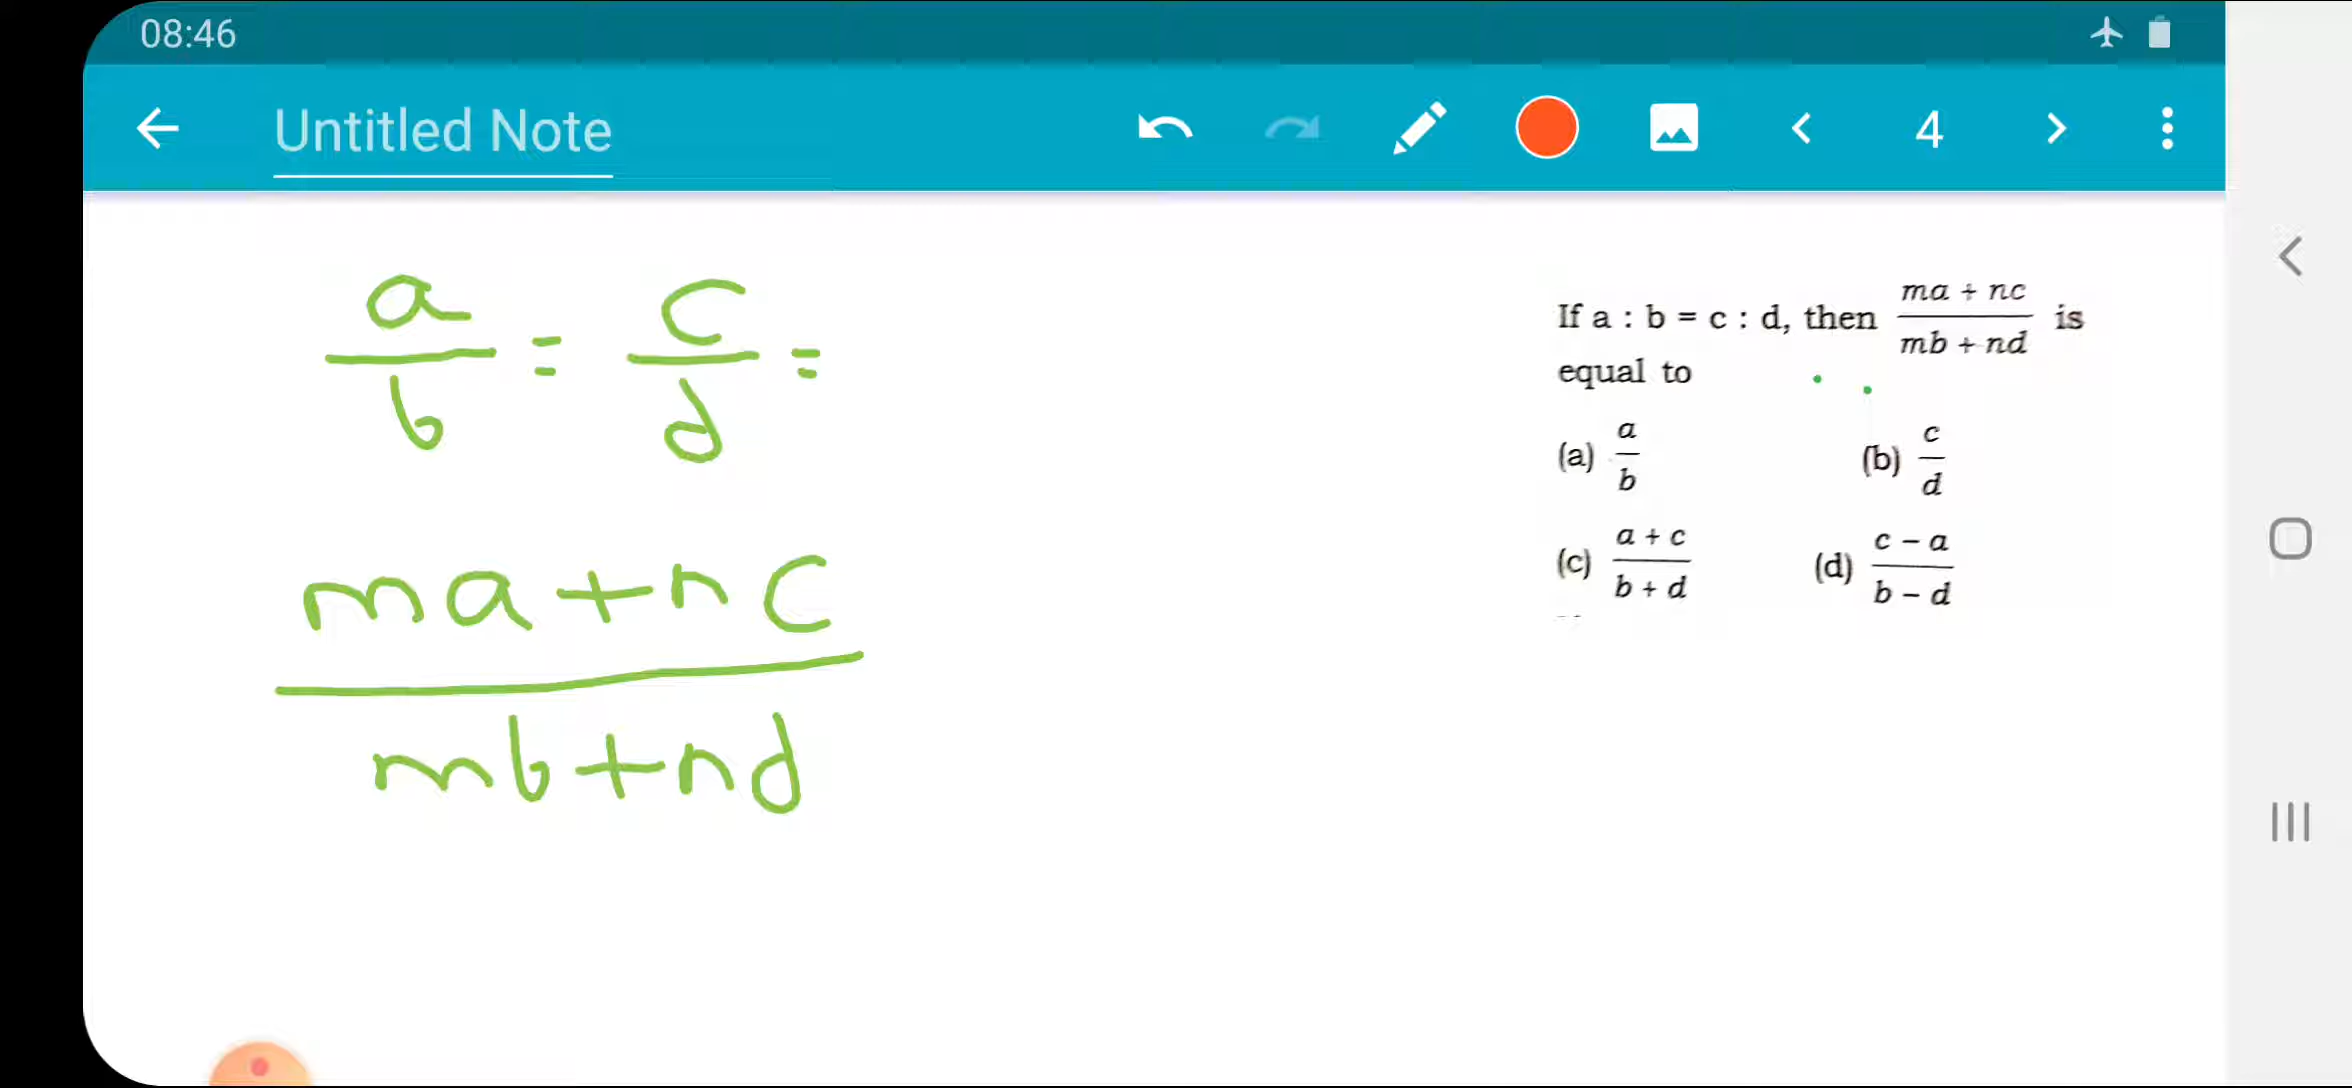 08:46
Untitled Note
4
a/b = c/d =
ma+nc
mb+nd
If a : b = c : d, then (ma + nc)/(mb + nd) is
equal to
(a) a/b (b) c/d
(c) (a + c)/(b + d) (d) (c − a)/(b − d)